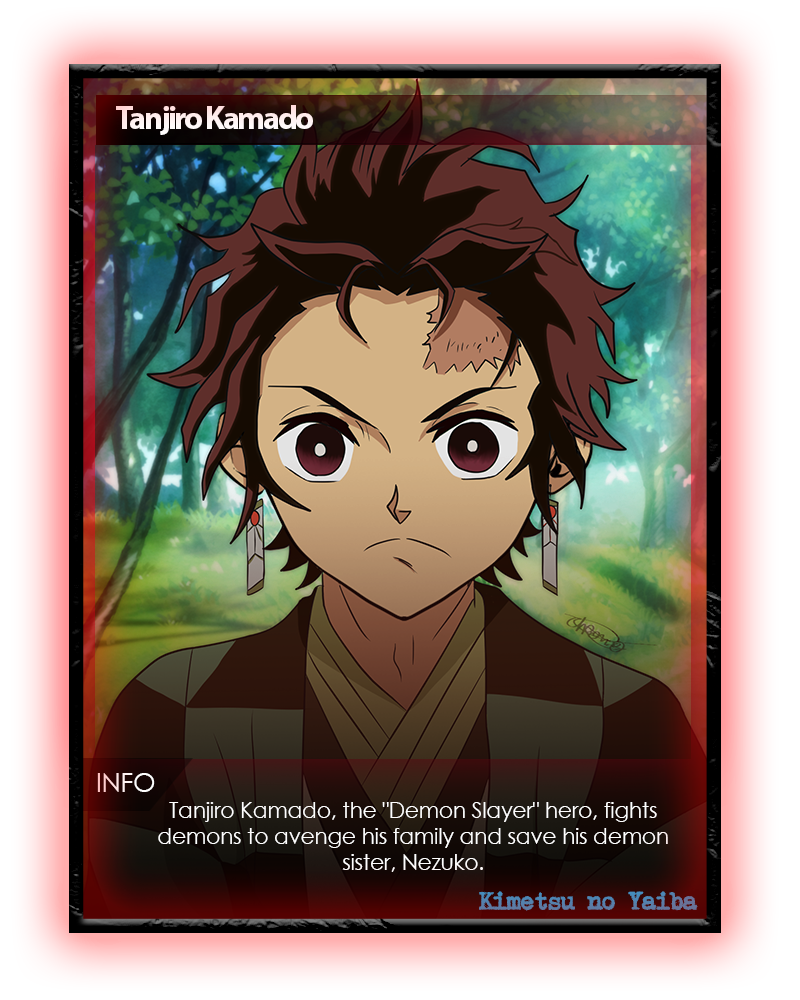 Tanjiro Kamado
INFO
Tanjiro Kamado, the "Demon Slayer" hero, fights
demons to avenge his family and save his demon
sister, Nezuko.
Kimetsu no Yaiba